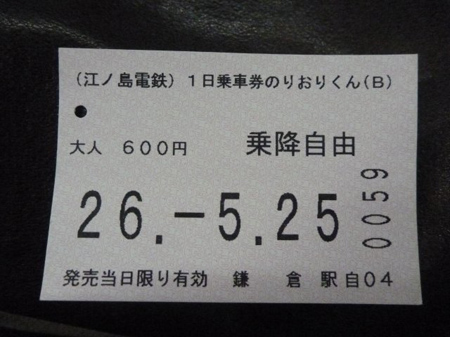 (江ノ島電鉄) 1日乗車券のりおりくん(B)
大人 600円 乗降自由
26.-5.25
0059
発売当日限り有効 鎌 倉 駅自04